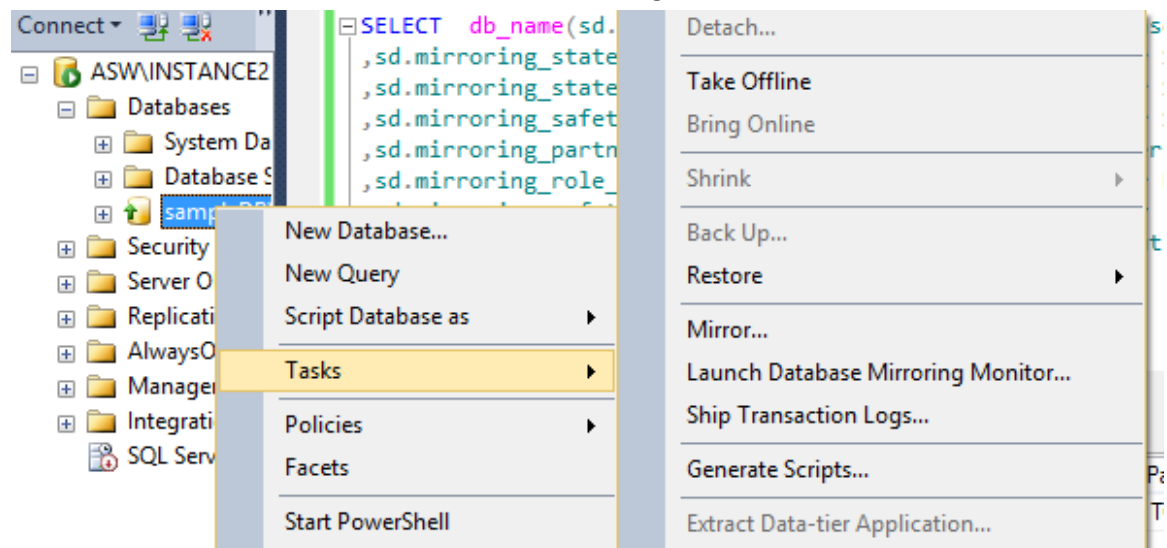 Connect
ASW\INSTANCE2
Databases
System Da
Database S
samp
Security
Server O
Replicati
AlwaysO
Manager
Integrati
SQL Serv
SELECT db_name(sd.
,sd.mirroring_state
,sd.mirroring_state
,sd.mirroring_safet
,sd.mirroring_partn
,sd.mirroring_role_
New Database...
New Query
Script Database as
Tasks
Policies
Facets
Start PowerShell
Detach...
Take Offline
Bring Online
Shrink
Back Up...
Restore
Mirror...
Launch Database Mirroring Monitor...
Ship Transaction Logs...
Generate Scripts...
Extract Data-tier Application...